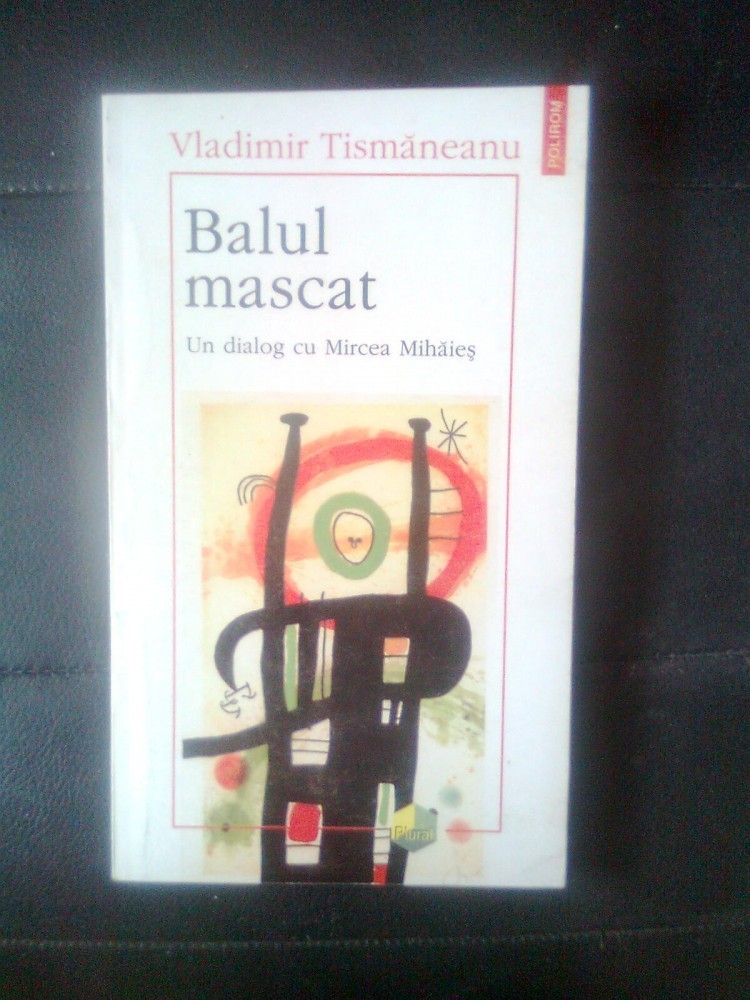 POLIROM
Vladimir Tismăneanu
Balul
mascat
Un dialog cu Mircea Mihăieş
Plural